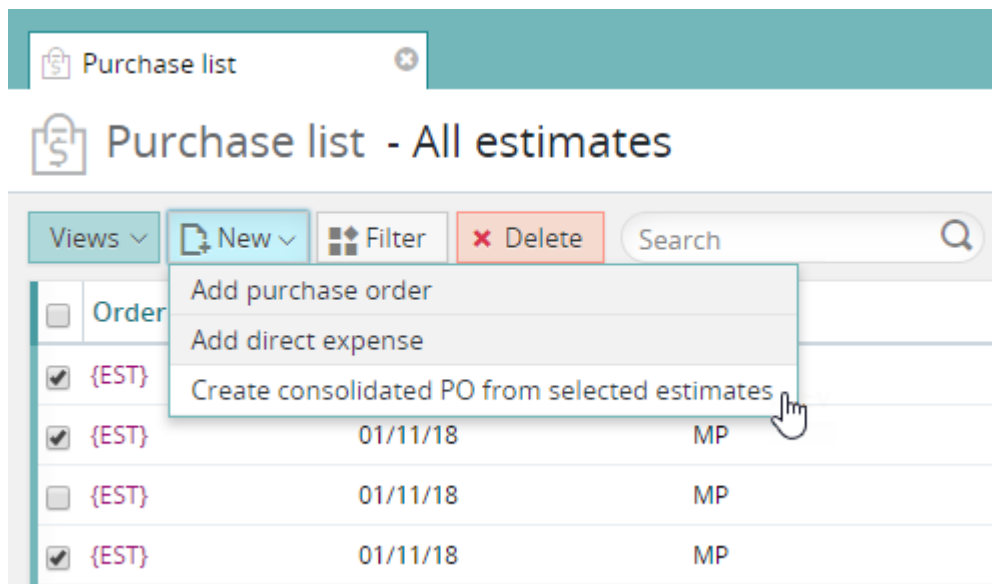 Purchase list
Purchase list - All estimates
Views New Filter Delete Search
Add purchase order
Order
Add direct expense
{EST}
Create consolidated PO from selected estimates
{EST} 01/11/18 MP
{EST} 01/11/18 MP
{EST} 01/11/18 MP